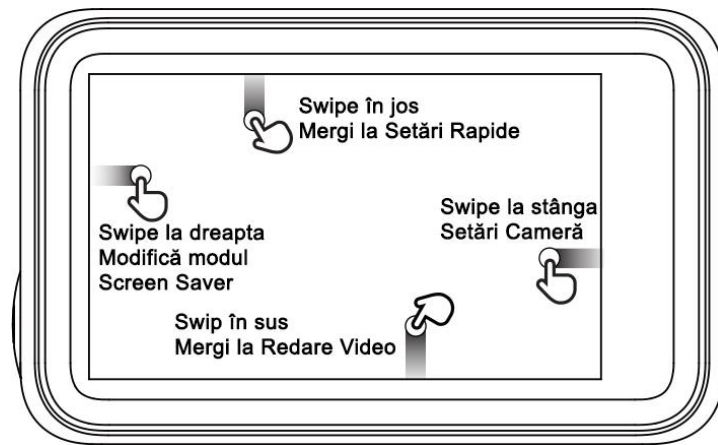 Swipe în jos
Mergi la Setări Rapide
Swipe la dreapta
Modifică modul
Screen Saver
Swipe la stânga
Setări Cameră
Swip în sus
Mergi la Redare Video